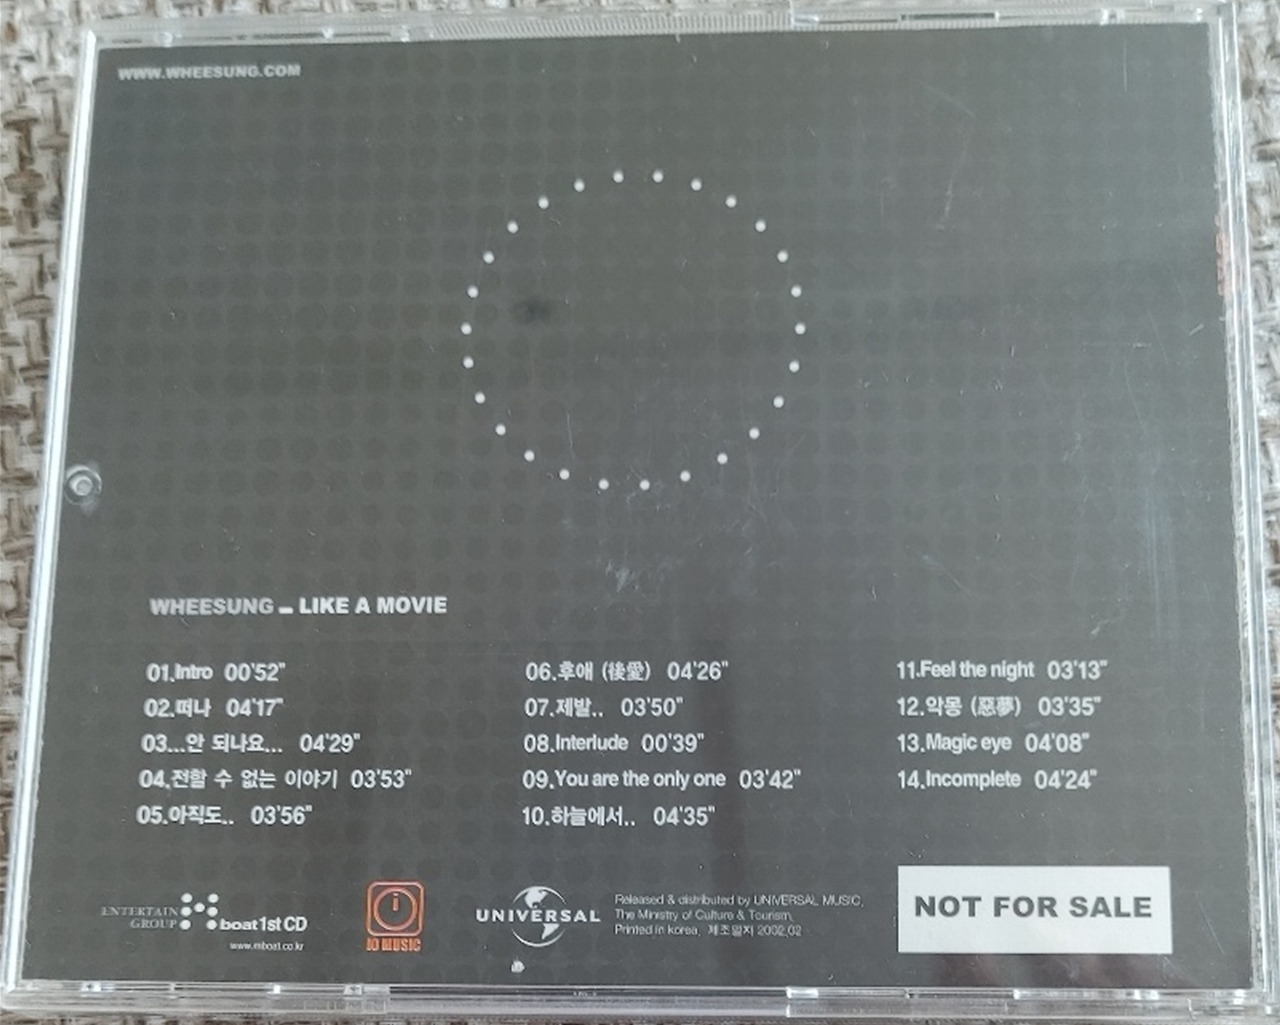 WWW.WHEESUNG.COM
WHEESUNG – LIKE A MOVIE
01.Intro 00'52"
02.떠나 04'17"
03...안 되나요... 04'29"
04.전할 수 없는 이야기 03'53"
05.아직도.. 03'56"
06.후애 (後愛) 04'26"
07.제발.. 03'50"
08.Interlude 00'39"
09.You are the only one 03'42"
10.하늘에서.. 04'35"
11.Feel the night 03'13"
12.악몽 (惡夢) 03'35"
13.Magic eye 04'08"
14.Incomplete 04'24"
ENTERTAIN
GROUP
boat 1st CD
www.mboat.co.kr
IO MUSIC
UNIVERSAL
Released & distributed by UNIVERSAL MUSIC,
The Ministry of Culture & Tourism,
Printed in korea, 제조일자 2002,02
NOT FOR SALE